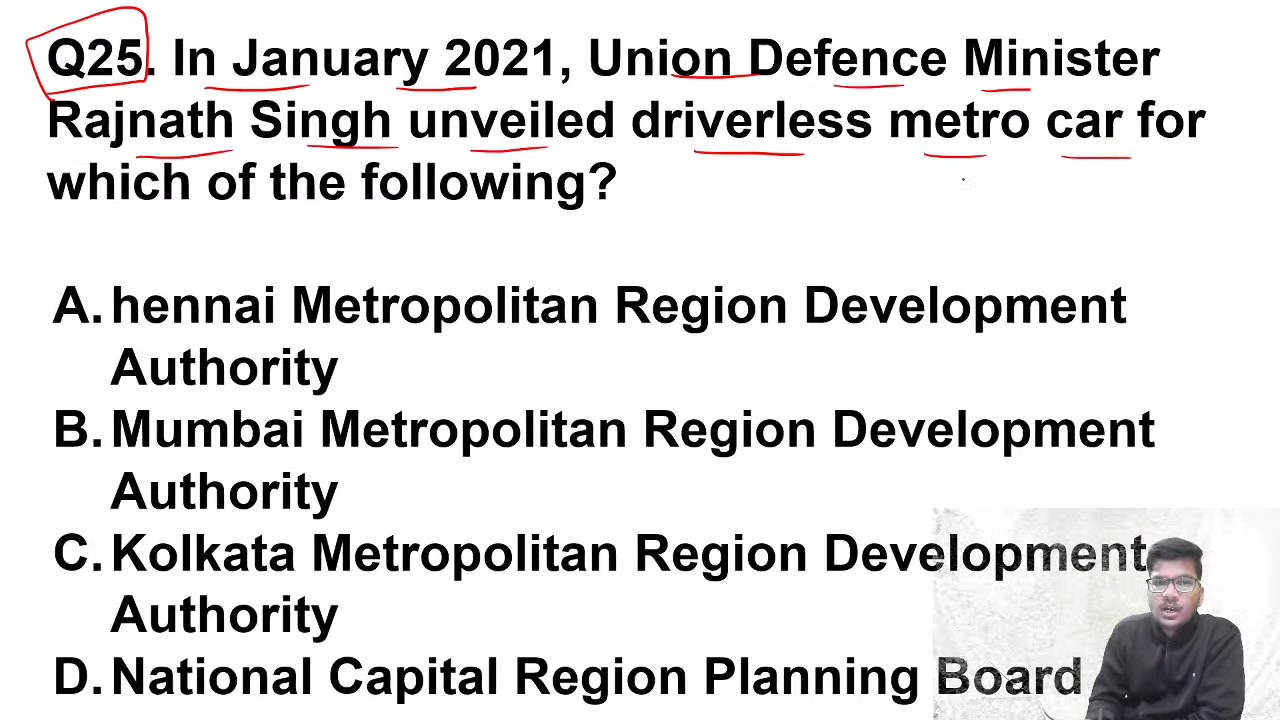 Q25. In January 2021, Union Defence Minister
Rajnath Singh unveiled driverless metro car for
which of the following?
A. hennai Metropolitan Region Development
Authority
B. Mumbai Metropolitan Region Development
Authority
C. Kolkata Metropolitan Region Development
Authority
D. National Capital Region Planning Board